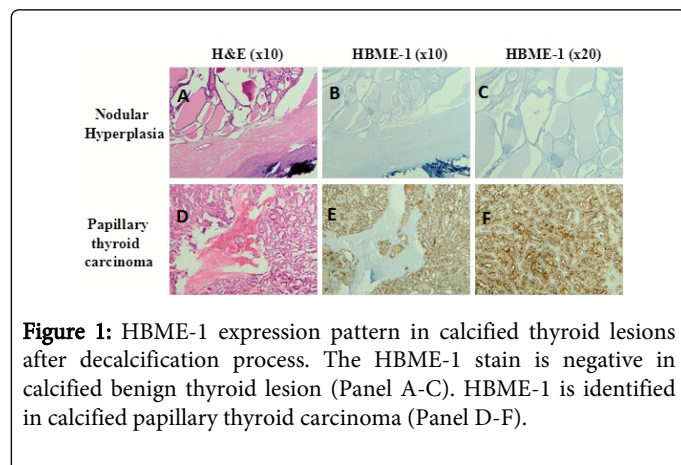 H&E (x10) HBME-1 (x10) HBME-1 (x20)
Nodular
Hyperplasia
A B C
Papillary
thyroid
carcinoma
D E F
Figure 1: HBME-1 expression pattern in calcified thyroid lesions
after decalcification process. The HBME-1 stain is negative in
calcified benign thyroid lesion (Panel A-C). HBME-1 is identified
in calcified papillary thyroid carcinoma (Panel D-F).